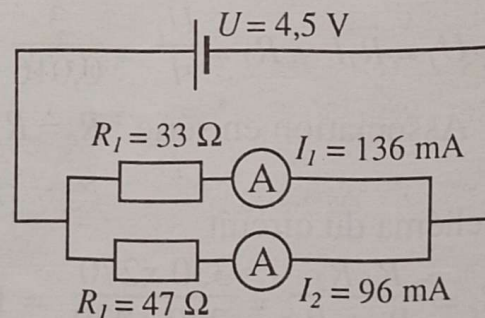 U = 4,5 V
R₁ = 33 Ω
I₁ = 136 mA
A
A
R₁ = 47 Ω
I₂ = 96 mA